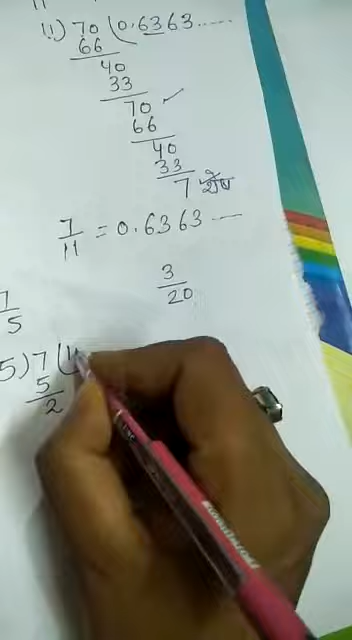 11) 70 (0.6363.....
66
40
33
70 ✓
66
40
33
7 शेष
7/11 = 0.6363 ---
3/20
7/5
5) 7 (1
5
2